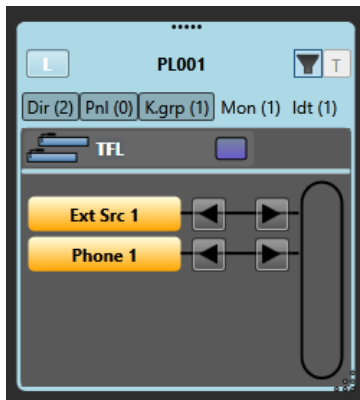 L PL001 T
Dir (2) Pnl (0) K.grp (1) Mon (1) Idt (1)
TFL
Ext Src 1
Phone 1